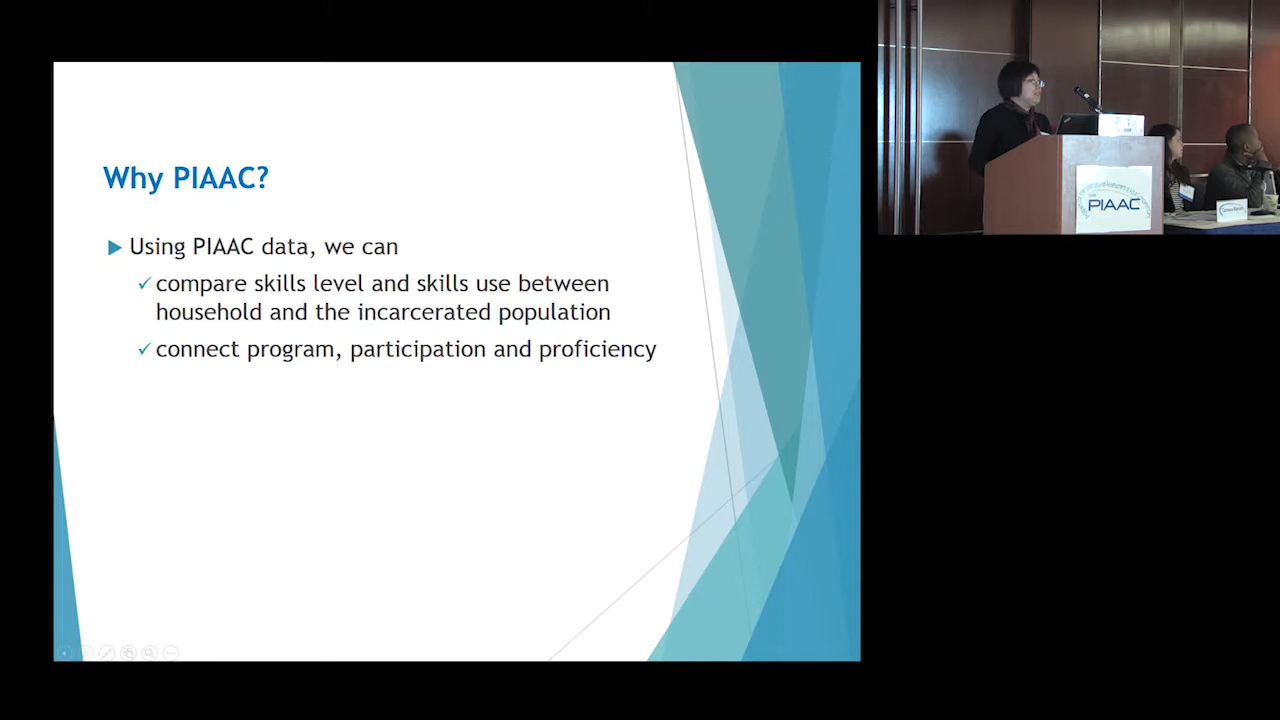 Why PIAAC?
Using PIAAC data, we can
compare skills level and skills use between
household and the incarcerated population
connect program, participation and proficiency
PIAAC